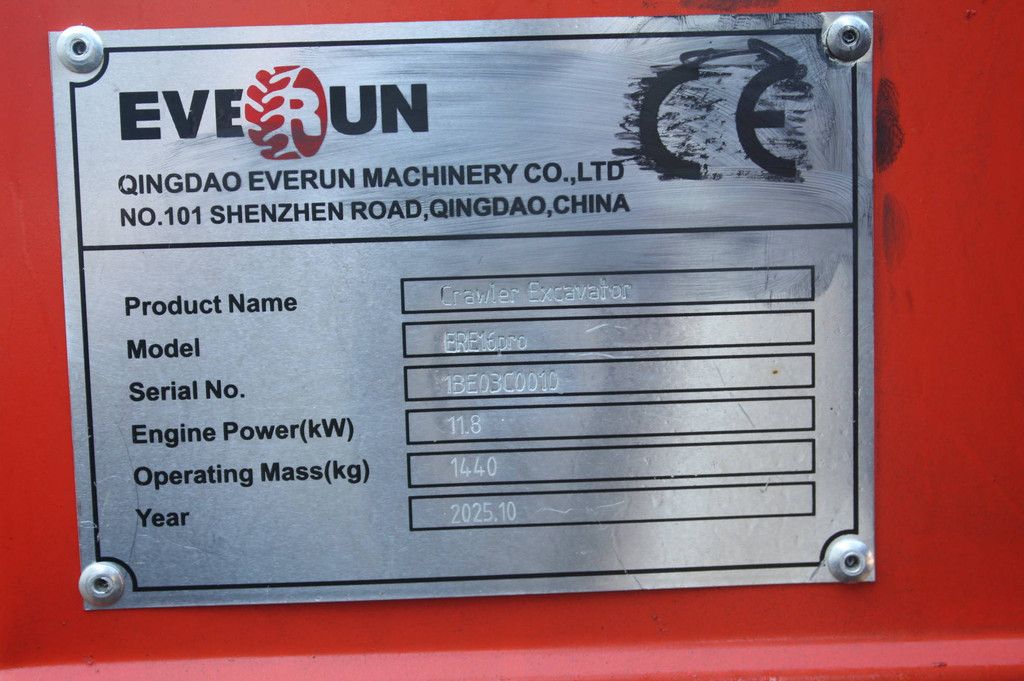 EVERUN
CE
QINGDAO EVERUN MACHINERY CO.,LTD
NO.101 SHENZHEN ROAD,QINGDAO,CHINA
Product Name Crawler Excavator
Model ERE16pro
Serial No. 1BE03C0010
Engine Power(kW) 11.8
Operating Mass(kg) 1440
Year 2025.10